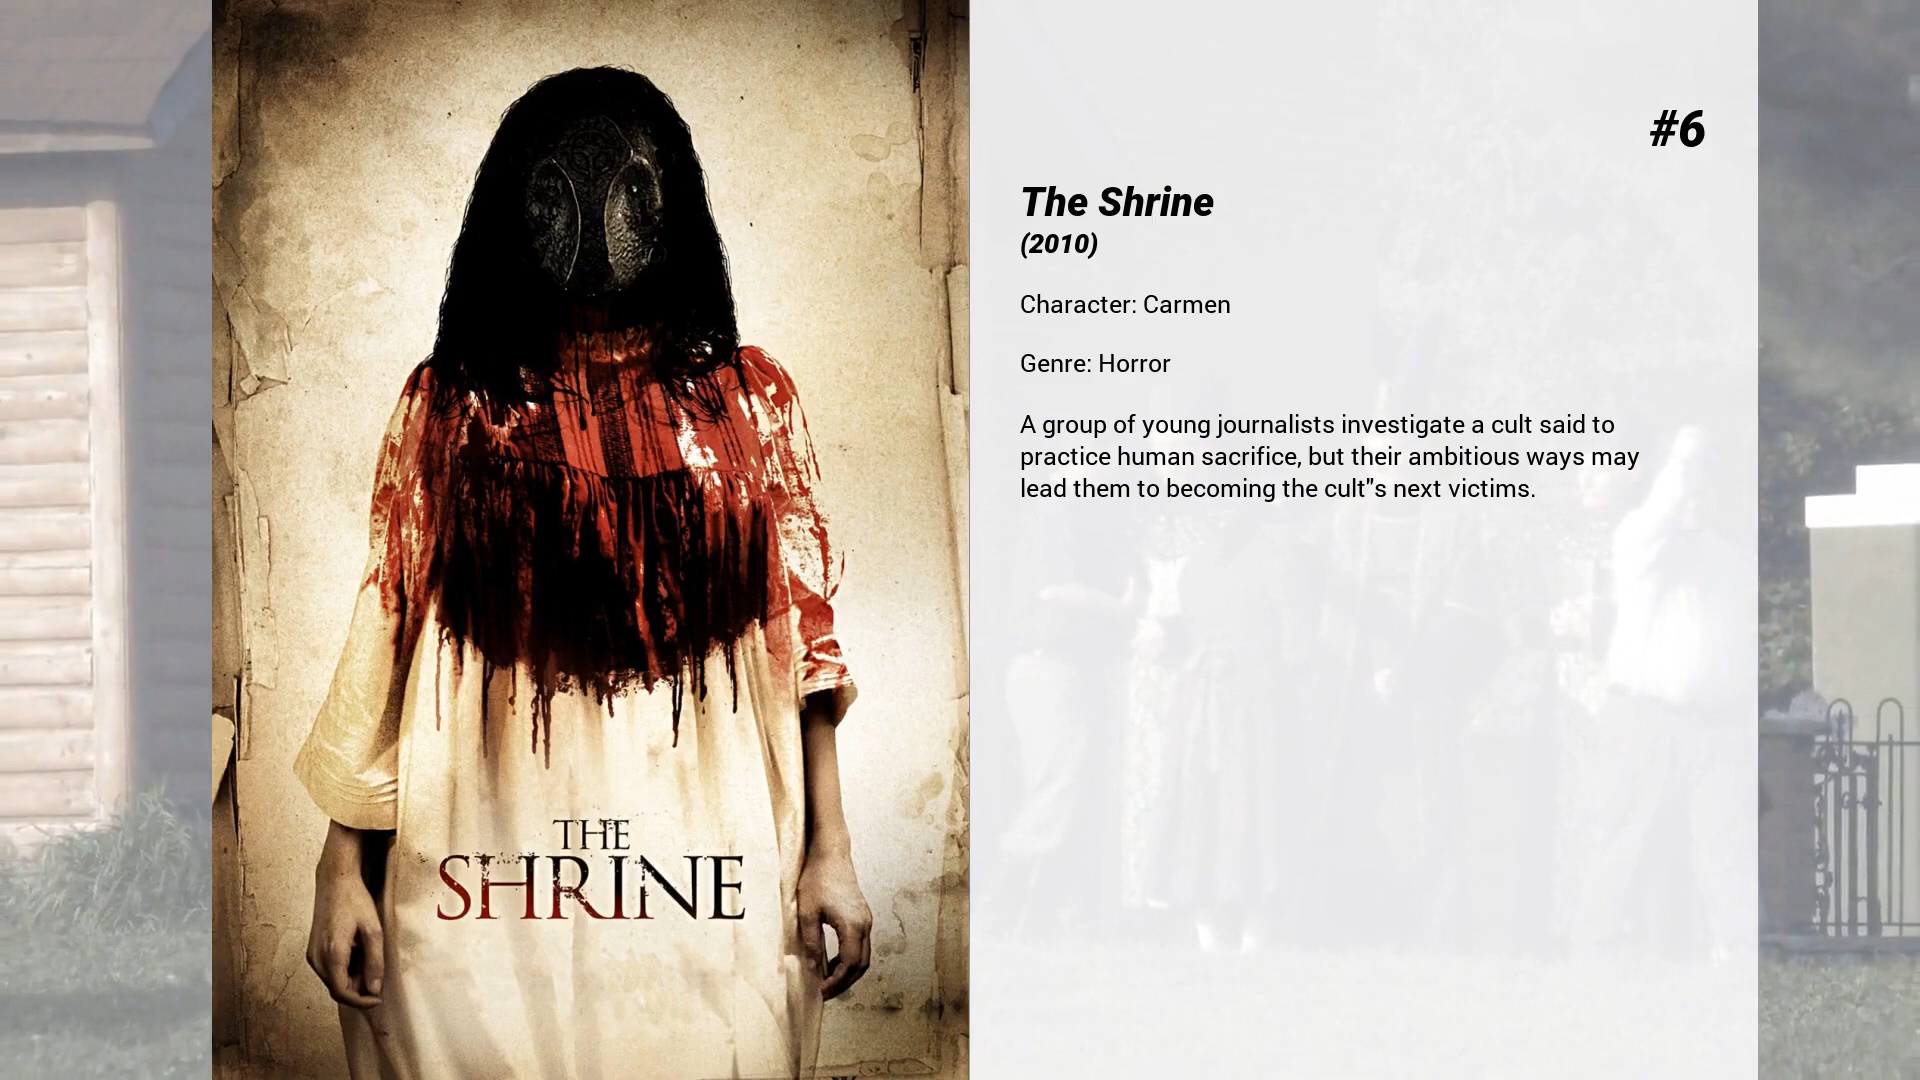 THE
SHRINE
#6
The Shrine
(2010)
Character: Carmen
Genre: Horror
A group of young journalists investigate a cult said to
practice human sacrifice, but their ambitious ways may
lead them to becoming the cult"s next victims.